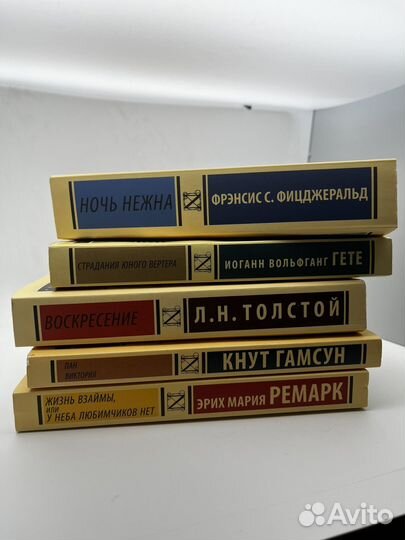 НОЧЬ НЕЖНА
ФРЭНСИС С. ФИЦДЖЕРАЛЬД
СТРАДАНИЯ ЮНОГО ВЕРТЕРА
ИОГАНН ВОЛЬФГАНГ ГЕТЕ
ВОСКРЕСЕНИЕ
Л.Н. ТОЛСТОЙ
ПАН
ВИКТОРИЯ
КНУТ ГАМСУН
ЖИЗНЬ ВЗАЙМЫ,
ИЛИ
У НЕБА ЛЮБИМЧИКОВ НЕТ
ЭРИХ МАРИЯ РЕМАРК
Avito